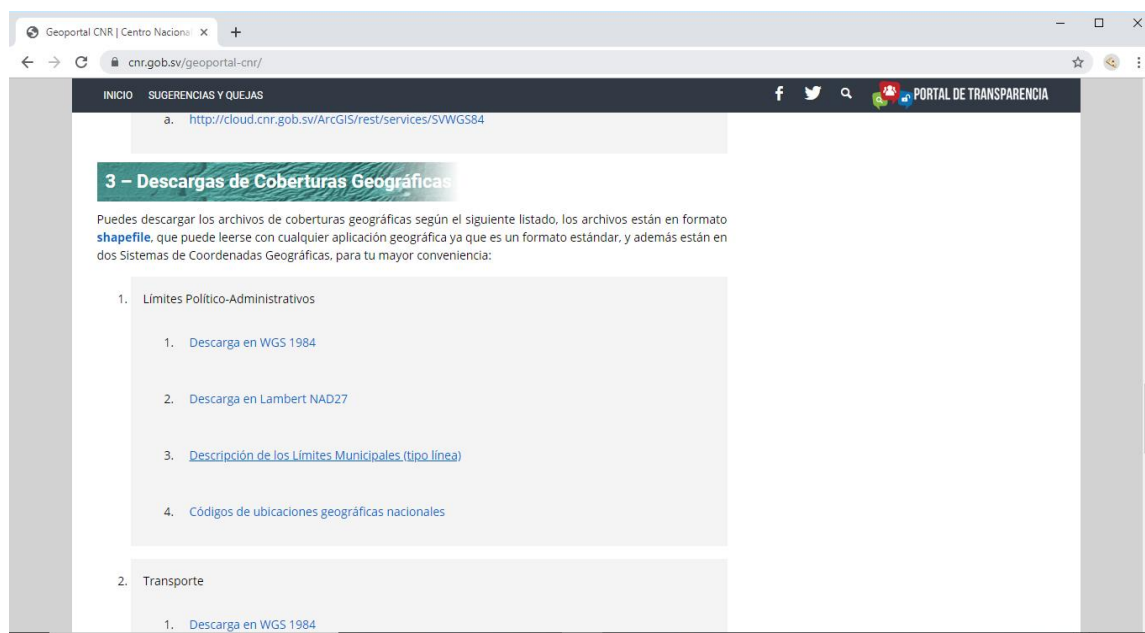 Geoportal CNR | Centro Naciona
cnr.gob.sv/geoportal-cnr/
INICIO SUGERENCIAS Y QUEJAS PORTAL DE TRANSPARENCIA
a. http://cloud.cnr.gob.sv/ArcGIS/rest/services/SVWGS84
3 – Descargas de Coberturas Geográficas
Puedes descargar los archivos de coberturas geográficas según el siguiente listado, los archivos están en formato
shapefile, que puede leerse con cualquier aplicación geográfica ya que es un formato estándar, y además están en
dos Sistemas de Coordenadas Geográficas, para tu mayor conveniencia:
1. Límites Político-Administrativos
1. Descarga en WGS 1984
2. Descarga en Lambert NAD27
3. Descripción de los Límites Municipales (tipo línea)
4. Códigos de ubicaciones geográficas nacionales
2. Transporte
1. Descarga en WGS 1984